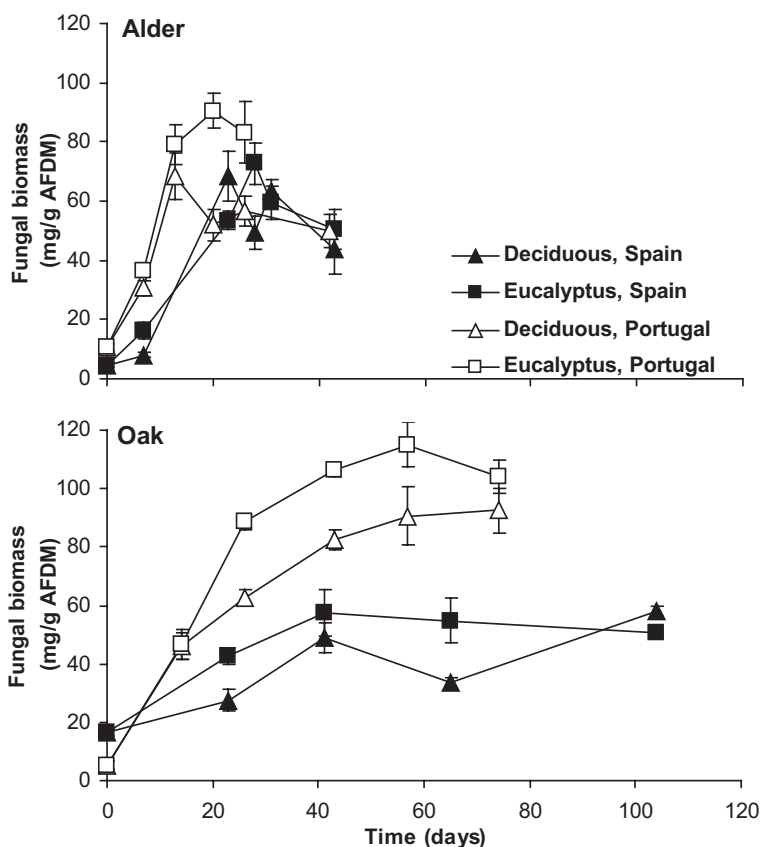 Alder
Fungal biomass
(mg/g AFDM)
120
100
80
60
40
20
0
Deciduous, Spain
Eucalyptus, Spain
Deciduous, Portugal
Eucalyptus, Portugal
Oak
Fungal biomass
(mg/g AFDM)
120
100
80
60
40
20
0
0 20 40 60 80 100 120
Time (days)